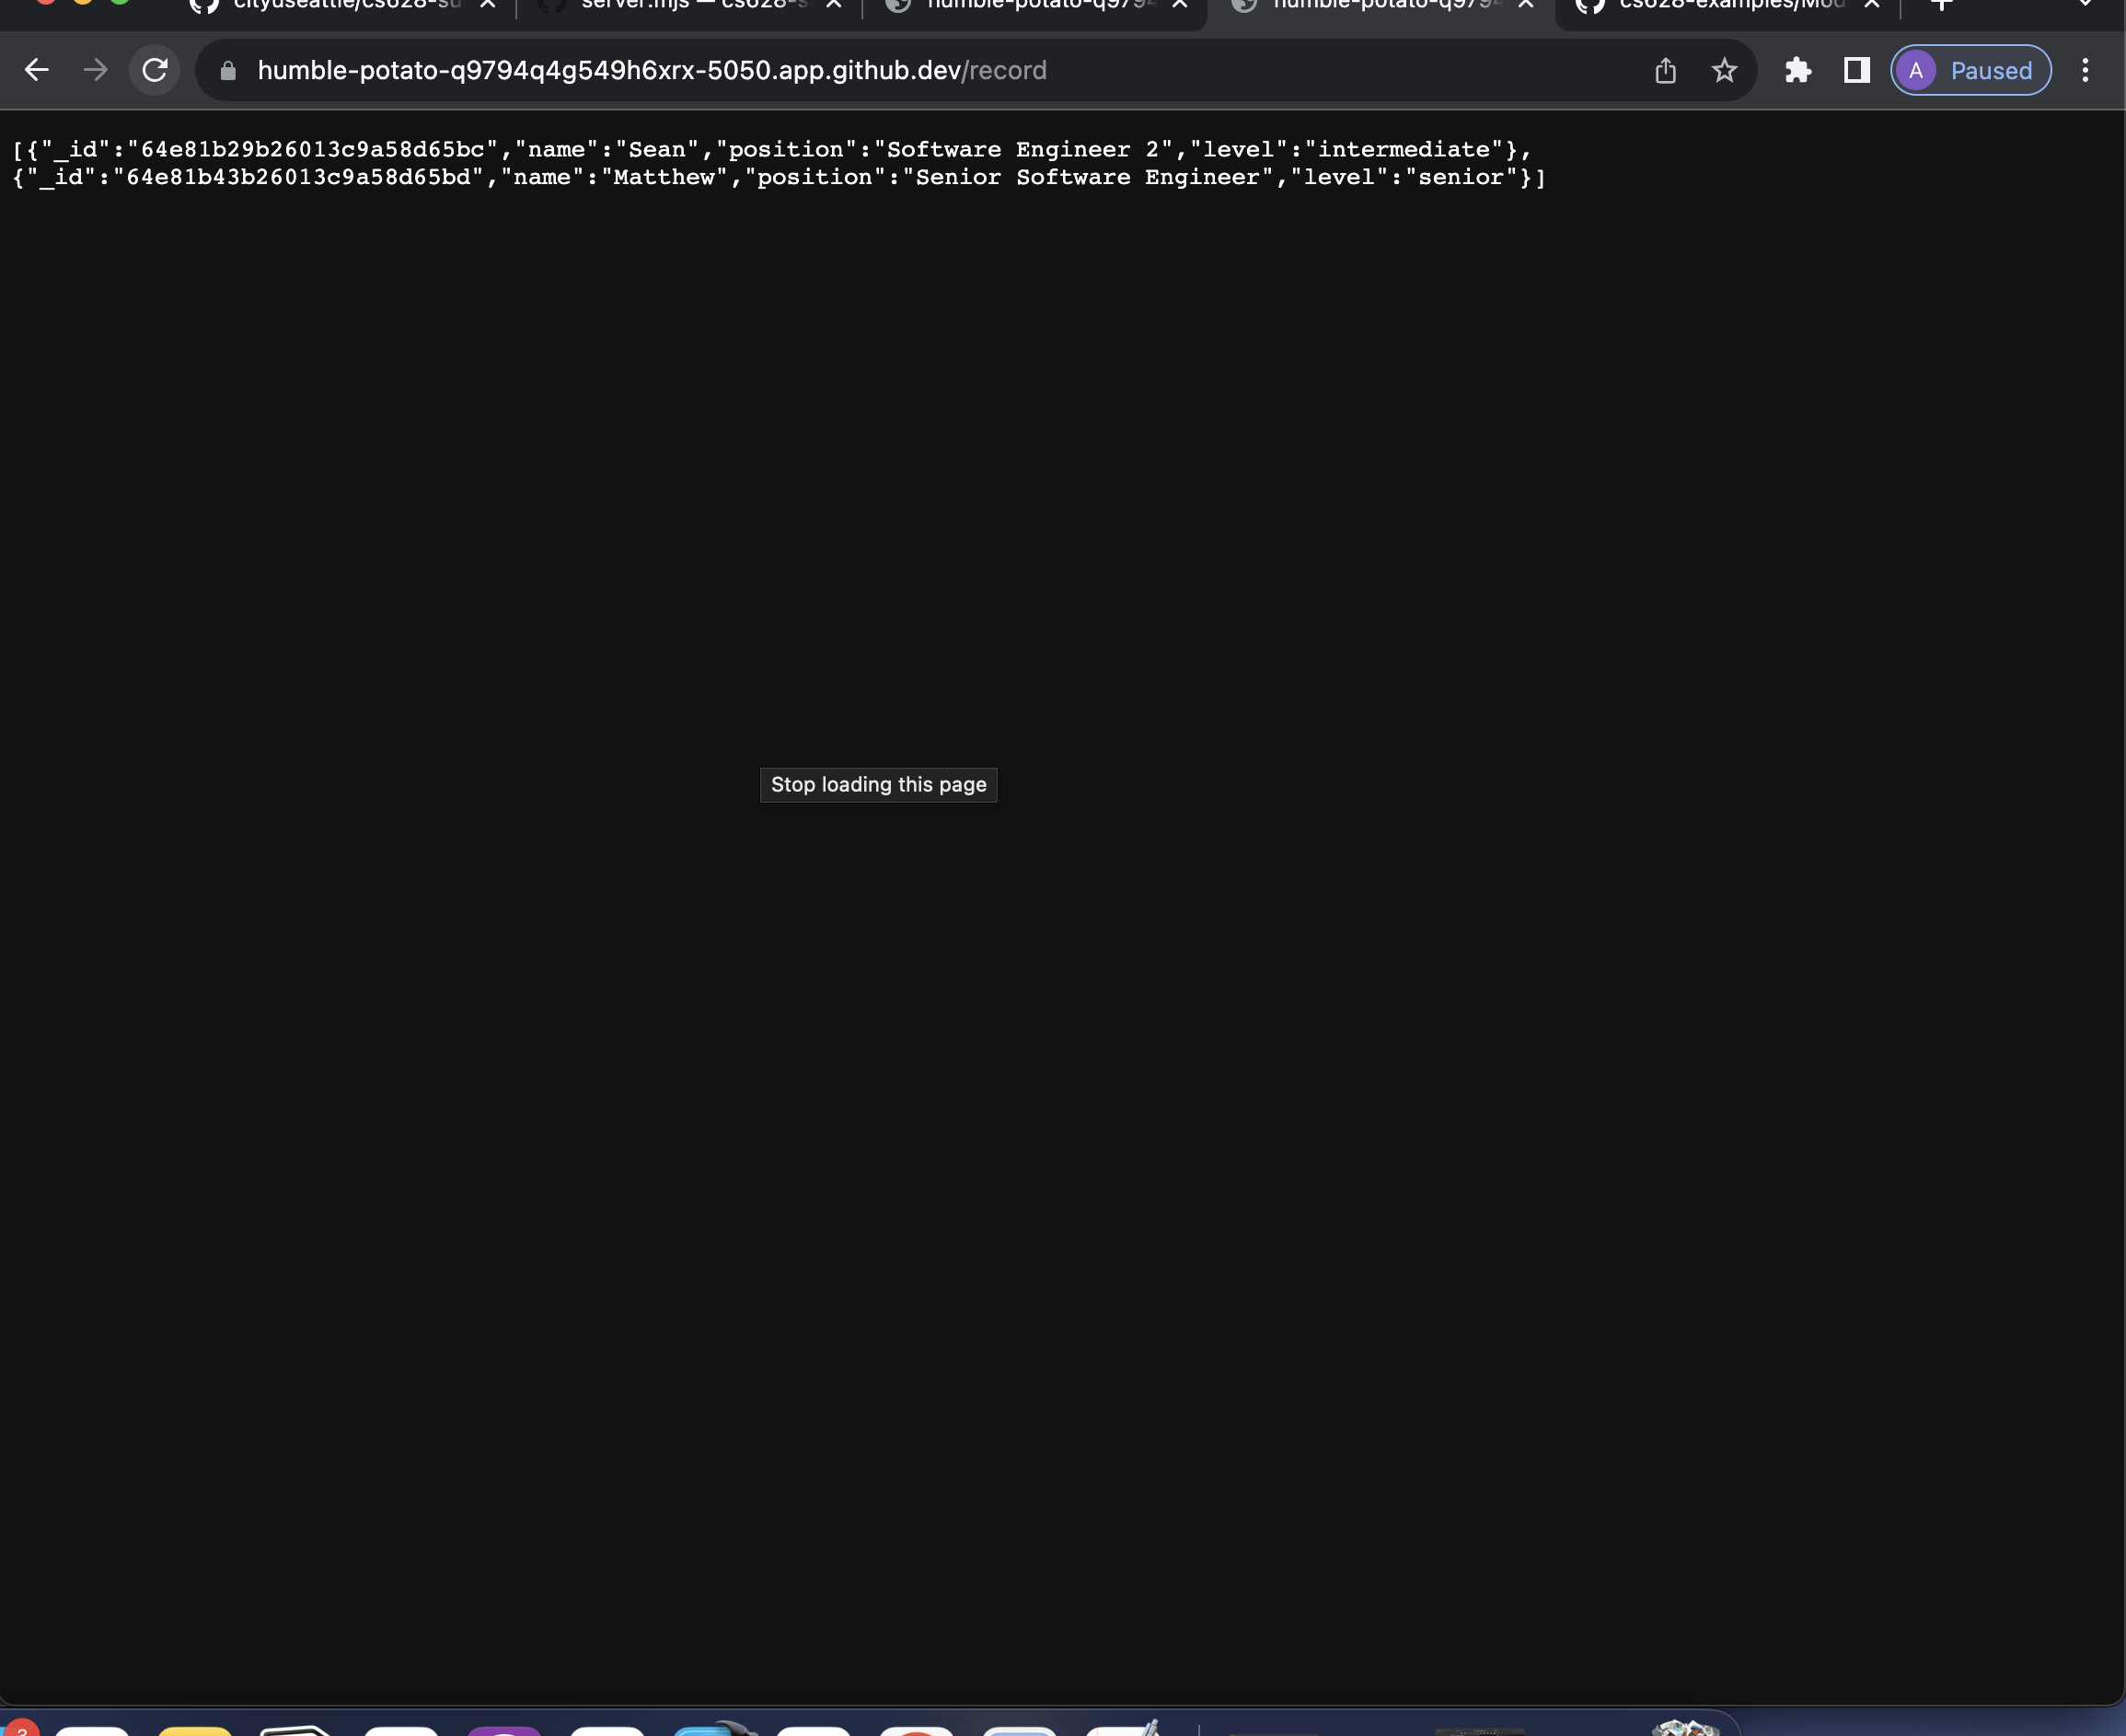 cityuseattle/cs628-su
server.mjs — cs628-s
humble-potato-q979
humble-potato-q979
cs628-examples/Mod
humble-potato-q9794q4g549h6xrx-5050.app.github.dev/record
A Paused
[{"_id":"64e81b29b26013c9a58d65bc","name":"Sean","position":"Software Engineer 2","level":"intermediate"},
{"_id":"64e81b43b26013c9a58d65bd","name":"Matthew","position":"Senior Software Engineer","level":"senior"}]
Stop loading this page